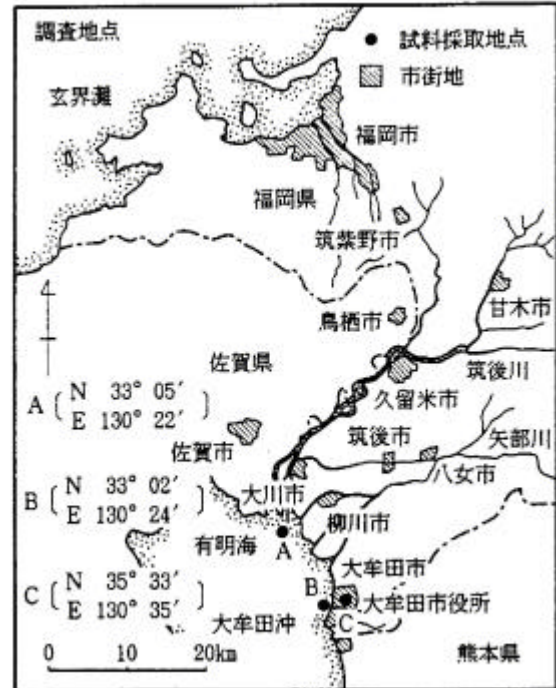 調査地点
● 試料採取地点
市街地
玄界灘
福岡市
福岡県
筑紫野市
甘木市
鳥栖市
佐賀県
筑後川
久留米市
A N 33° 05′
E 130° 22′
筑後市
矢部川
佐賀市
八女市
大川市
B N 33° 02′
E 130° 24′
柳川市
有明海
A
大牟田市
C N 35° 33′
E 130° 35′
B
大牟田市役所
C
大牟田沖
熊本県
0 10 20km